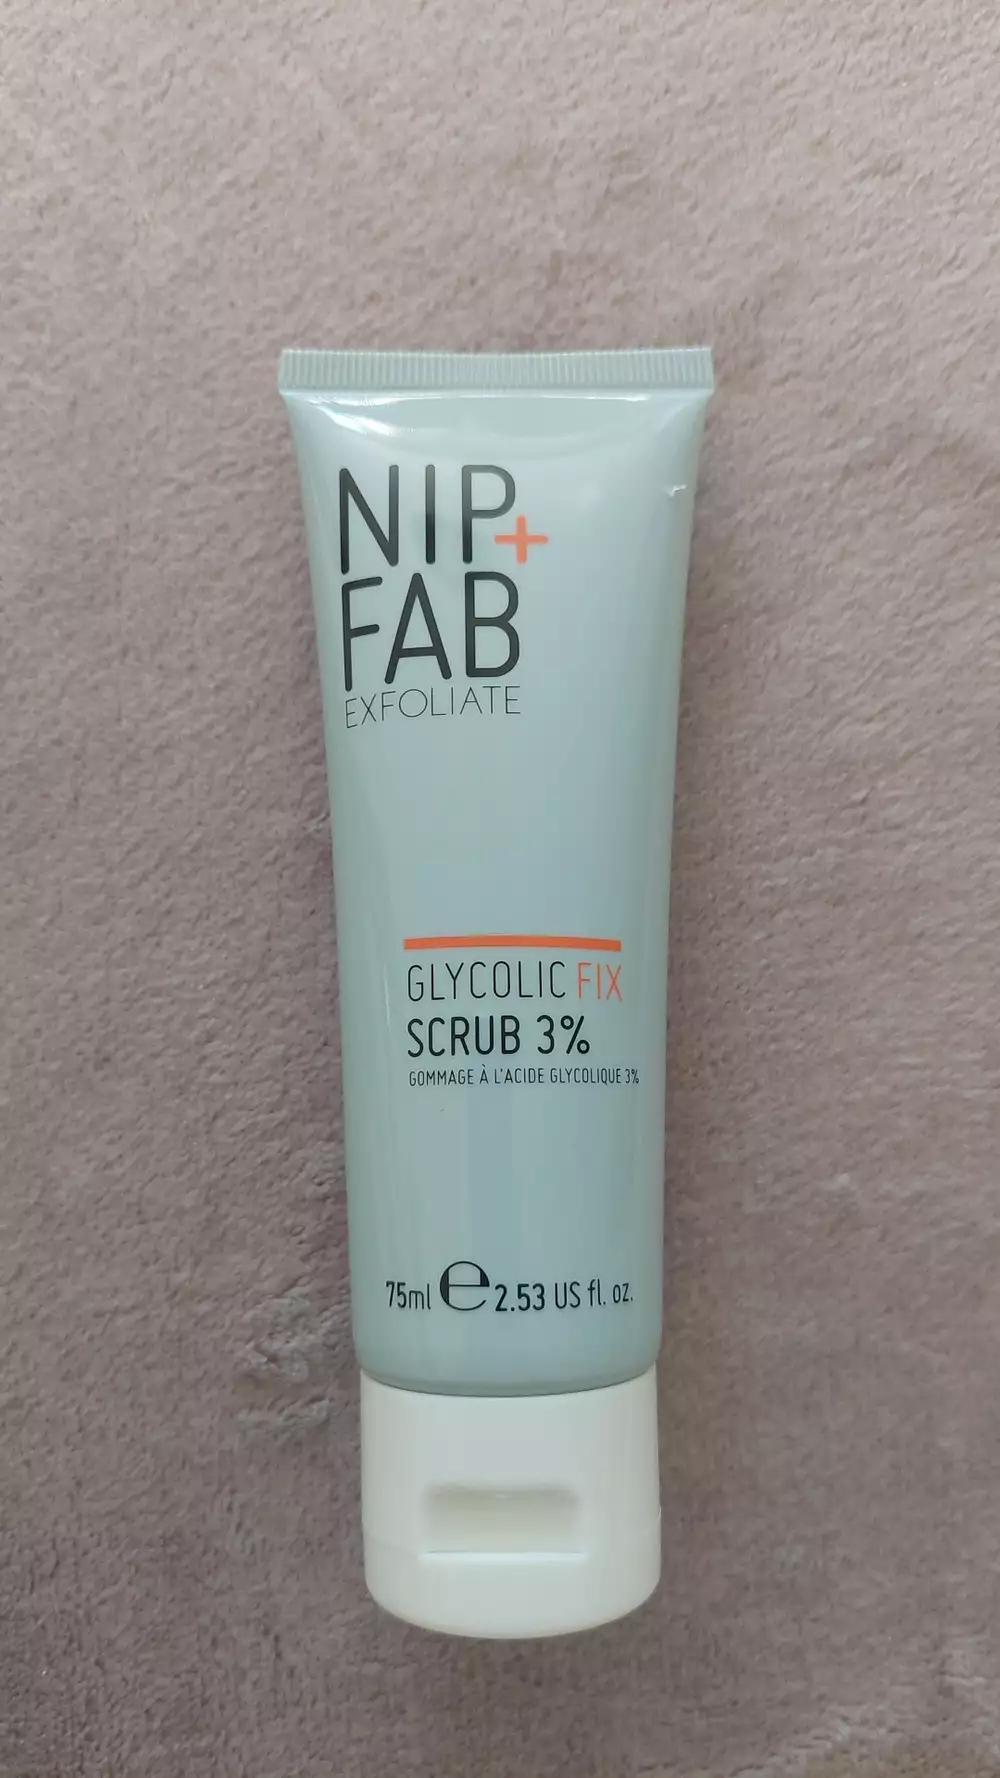 NIP+
FAB
EXFOLIATE
GLYCOLIC FIX
SCRUB 3%
GOMMAGE À L'ACIDE GLYCOLIQUE 3%
75ml e 2.53 US fl. oz.